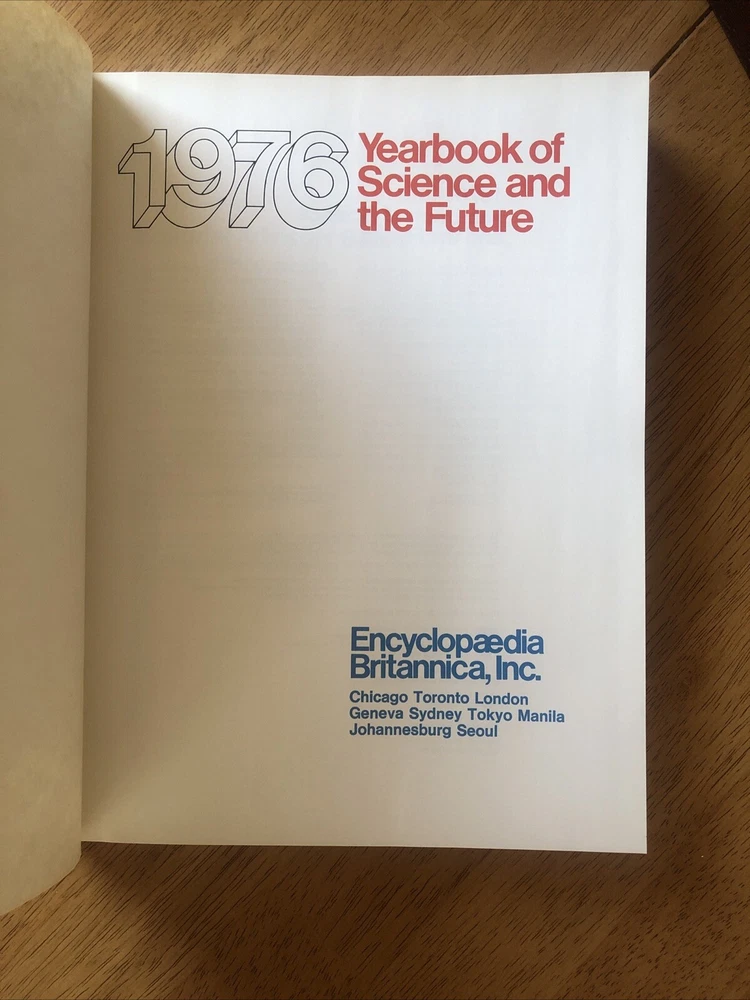 1976
Yearbook of
Science and
the Future
Encyclopædia
Britannica, Inc.
Chicago Toronto London
Geneva Sydney Tokyo Manila
Johannesburg Seoul